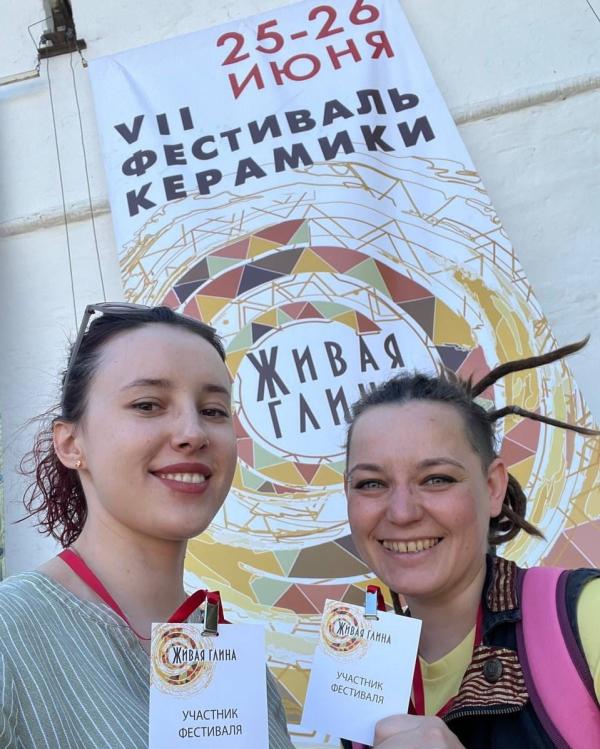 25-26
ИЮНЯ
VII
ФЕСТИВАЛЬ
КЕРАМИКИ
ЖИВАЯ
ГЛИНА
ЖИВАЯ ГЛИНА
УЧАСТНИК
ФЕСТИВАЛЯ
ЖИВАЯ ГЛИНА
УЧАСТНИК
ФЕСТИВАЛЯ